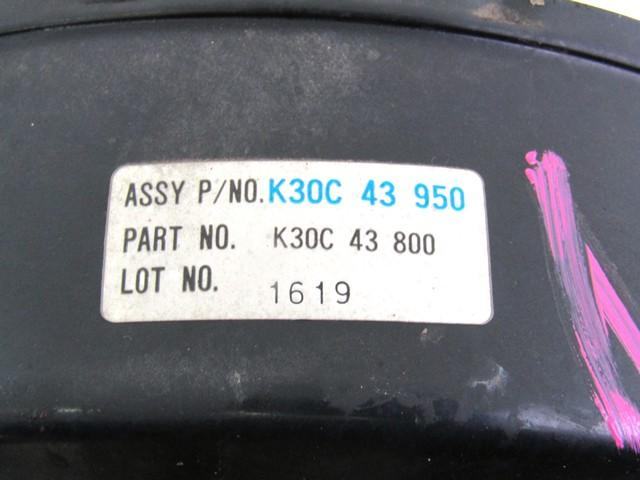 ASSY P/NO. K30C 43 950
PART NO. K30C 43 800
LOT NO. 1619